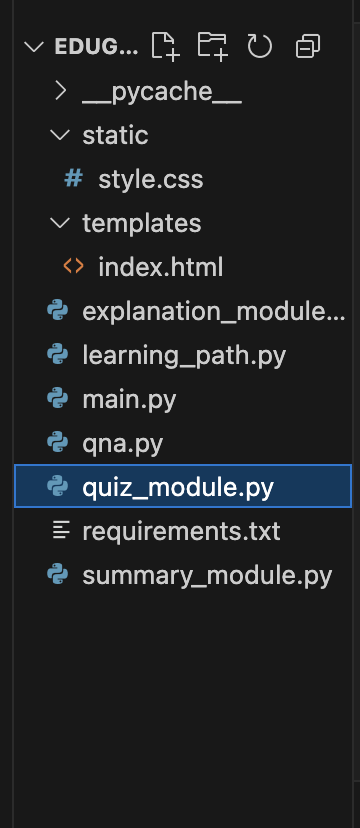 EDUG...
__pycache__
static
# style.css
templates
<> index.html
explanation_module...
learning_path.py
main.py
qna.py
quiz_module.py
requirements.txt
summary_module.py